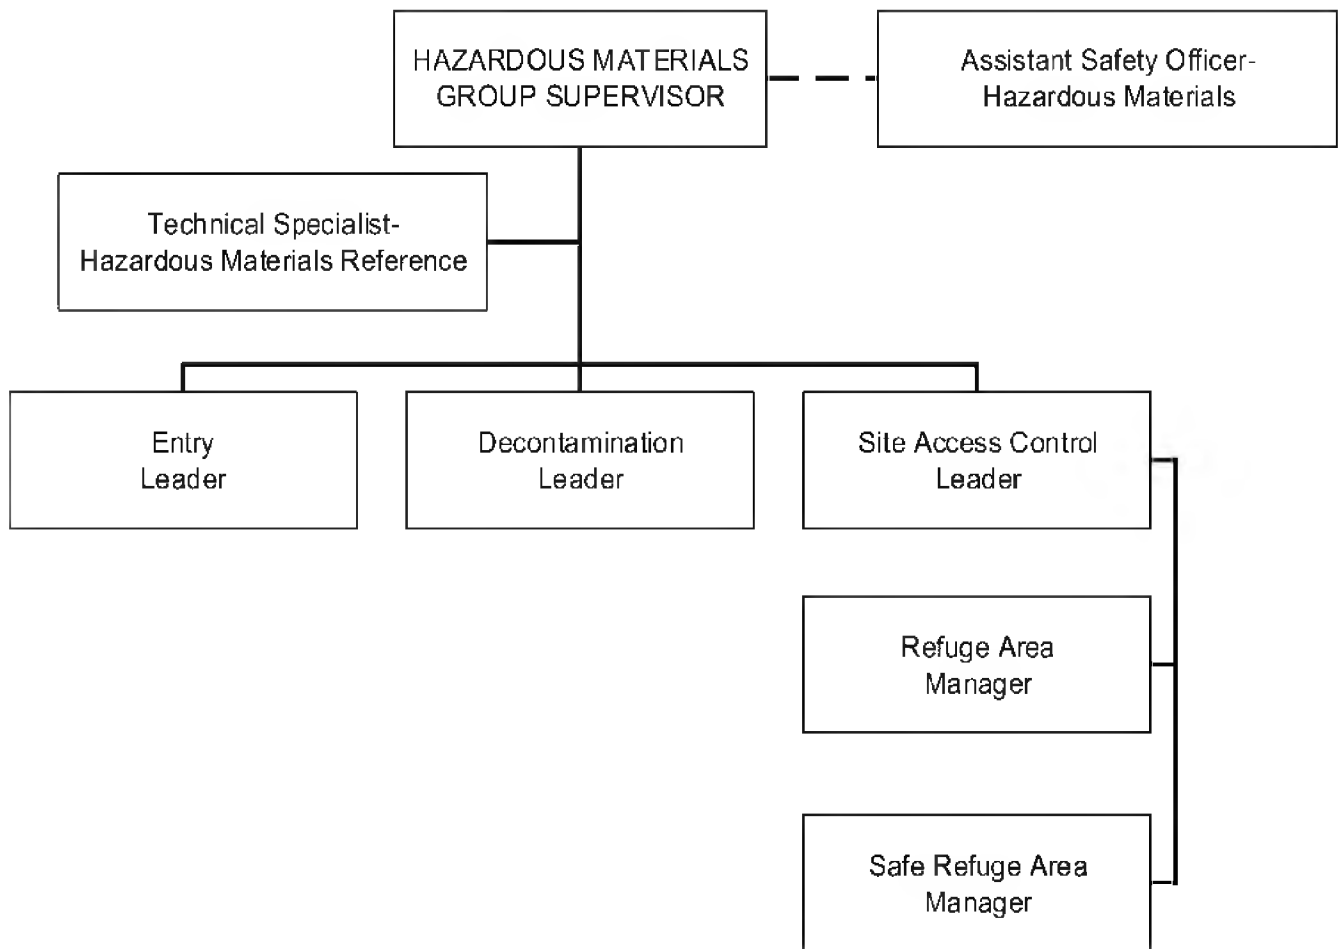 HAZARDOUS MATERIALS
GROUP SUPERVISOR
Assistant Safety Officer-
Hazardous Materials
Technical Specialist-
Hazardous Materials Reference
Entry
Leader
Decontamination
Leader
Site Access Control
Leader
Refuge Area
Manager
Safe Refuge Area
Manager